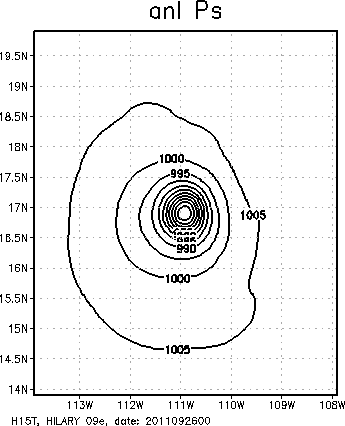 anl Ps
19.5N
19N
18.5N
18N
17.5N
1000
995
17N
1005
16.5N
990
16N
1000
15.5N
15N
1005
14.5N
14N
113W 112W 111W 110W 109W 108W
H15T, HILARY 09e, date: 2011092600